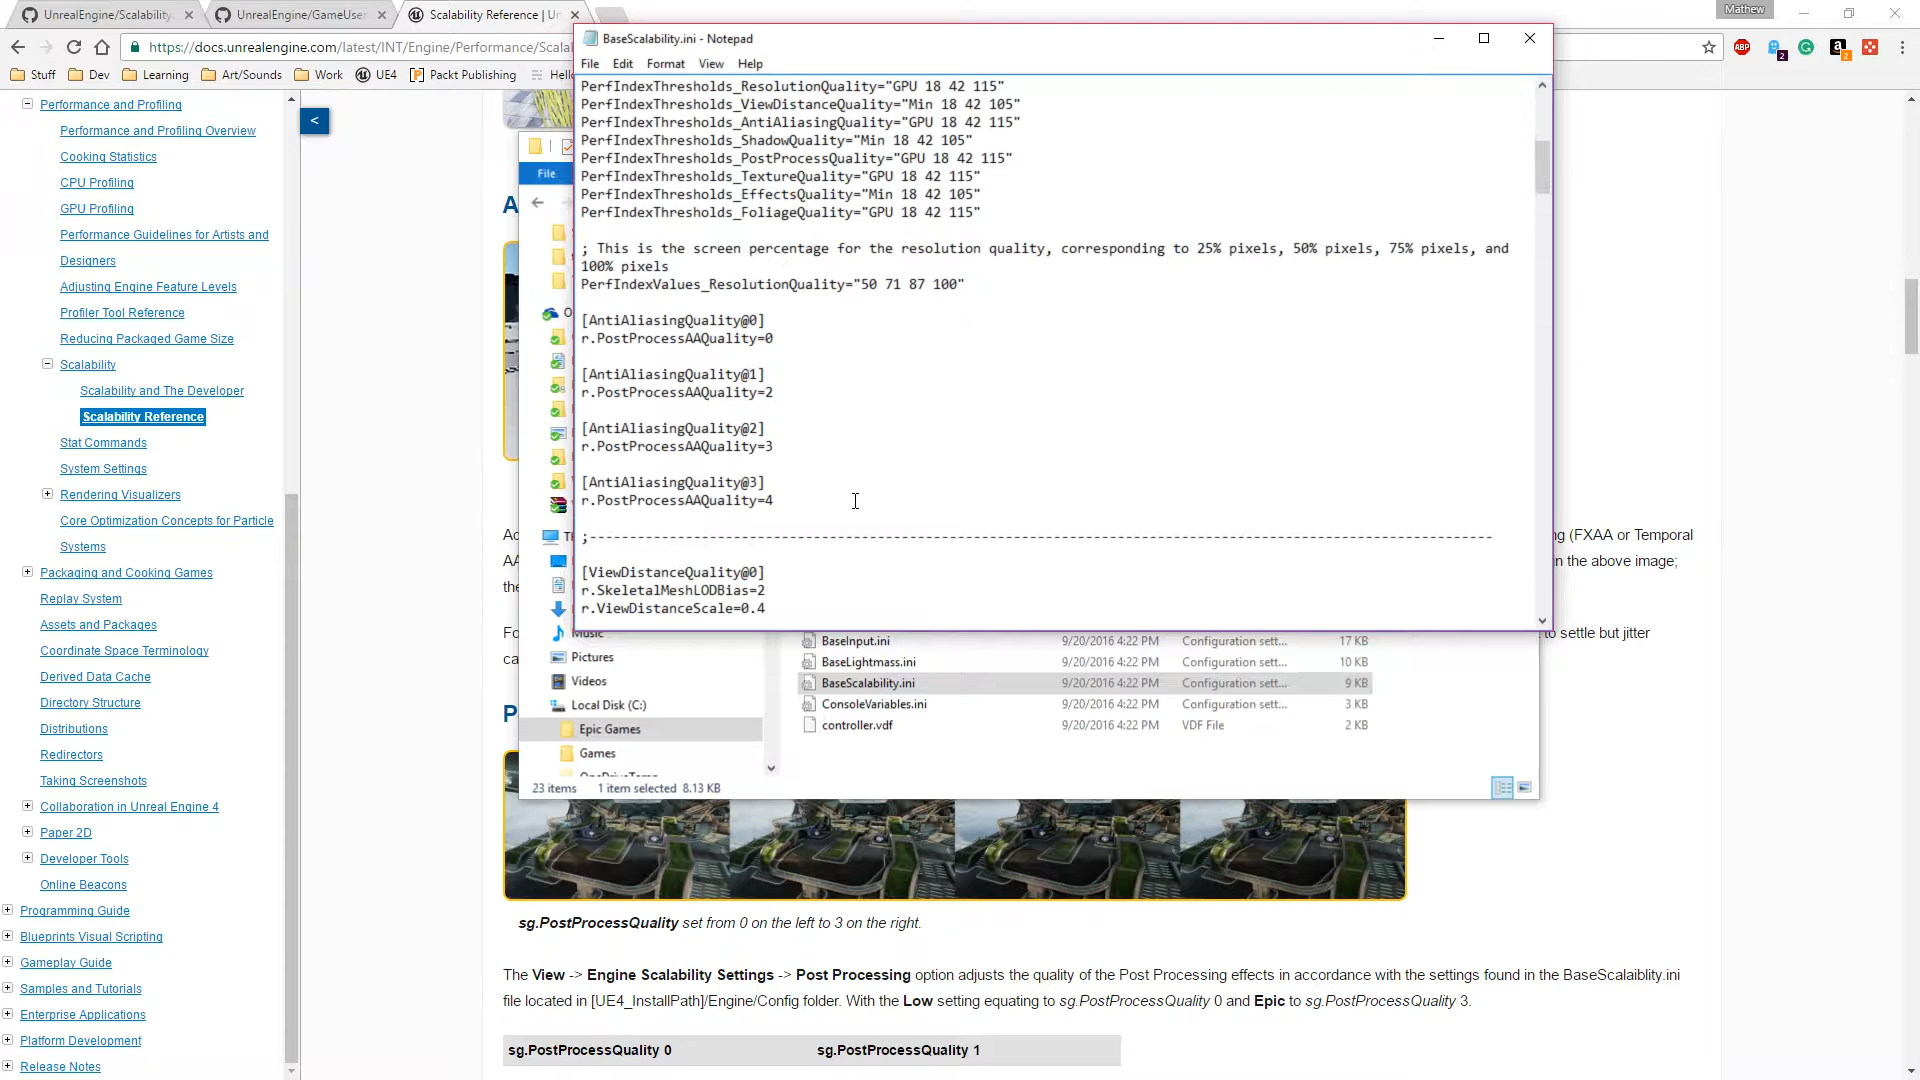 UnrealEngine/Scalability
UnrealEngine/GameUser
Scalability Reference | Un
Mathew
https://docs.unrealengine.com/latest/INT/Engine/Performance/Scala
Stuff
Dev
Learning
Art/Sounds
Work
UE4
Packt Publishing
Performance and Profiling
Performance and Profiling Overview
Cooking Statistics
CPU Profiling
GPU Profiling
Performance Guidelines for Artists and
Designers
Adjusting Engine Feature Levels
Profiler Tool Reference
Reducing Packaged Game Size
Scalability
Scalability and The Developer
Scalability Reference
Stat Commands
System Settings
Rendering Visualizers
Core Optimization Concepts for Particle
Systems
Packaging and Cooking Games
Replay System
Assets and Packages
Coordinate Space Terminology
Derived Data Cache
Directory Structure
Distributions
Redirectors
Taking Screenshots
Collaboration in Unreal Engine 4
Paper 2D
Developer Tools
Online Beacons
Programming Guide
Blueprints Visual Scripting
Gameplay Guide
Samples and Tutorials
Enterprise Applications
Platform Development
Release Notes
<
BaseScalability.ini - Notepad
File Edit Format View Help
PerfIndexThresholds_ResolutionQuality="GPU 18 42 115"
PerfIndexThresholds_ViewDistanceQuality="Min 18 42 105"
PerfIndexThresholds_AntiAliasingQuality="GPU 18 42 115"
PerfIndexThresholds_ShadowQuality="Min 18 42 105"
PerfIndexThresholds_PostProcessQuality="GPU 18 42 115"
PerfIndexThresholds_TextureQuality="GPU 18 42 115"
PerfIndexThresholds_EffectsQuality="Min 18 42 105"
PerfIndexThresholds_FoliageQuality="GPU 18 42 115"
; This is the screen percentage for the resolution quality, corresponding to 25% pixels, 50% pixels, 75% pixels, and
100% pixels
PerfIndexValues_ResolutionQuality="50 71 87 100"
[AntiAliasingQuality@0]
r.PostProcessAAQuality=0
[AntiAliasingQuality@1]
r.PostProcessAAQuality=2
[AntiAliasingQuality@2]
r.PostProcessAAQuality=3
[AntiAliasingQuality@3]
r.PostProcessAAQuality=4
;-----------------------------------------------------------------------------------------------------------------
[ViewDistanceQuality@0]
r.SkeletalMeshLODBias=2
r.ViewDistanceScale=0.4
File
Music
Pictures
Videos
Local Disk (C:)
Epic Games
Games
BaseInput.ini 9/20/2016 4:22 PM Configuration sett... 17 KB
BaseLightmass.ini 9/20/2016 4:22 PM Configuration sett... 10 KB
BaseScalability.ini 9/20/2016 4:22 PM Configuration sett... 9 KB
ConsoleVariables.ini 9/20/2016 4:22 PM Configuration sett... 3 KB
controller.vdf 9/20/2016 4:22 PM VDF File 2 KB
23 items 1 item selected 8.13 KB
ng (FXAA or Temporal
in the above image;
to settle but jitter
sg.PostProcessQuality set from 0 on the left to 3 on the right.
The View -> Engine Scalability Settings -> Post Processing option adjusts the quality of the Post Processing effects in accordance with the settings found in the BaseScalaiblity.ini
file located in [UE4_InstallPath]/Engine/Config folder. With the Low setting equating to sg.PostProcessQuality 0 and Epic to sg.PostProcessQuality 3.
sg.PostProcessQuality 0 sg.PostProcessQuality 1